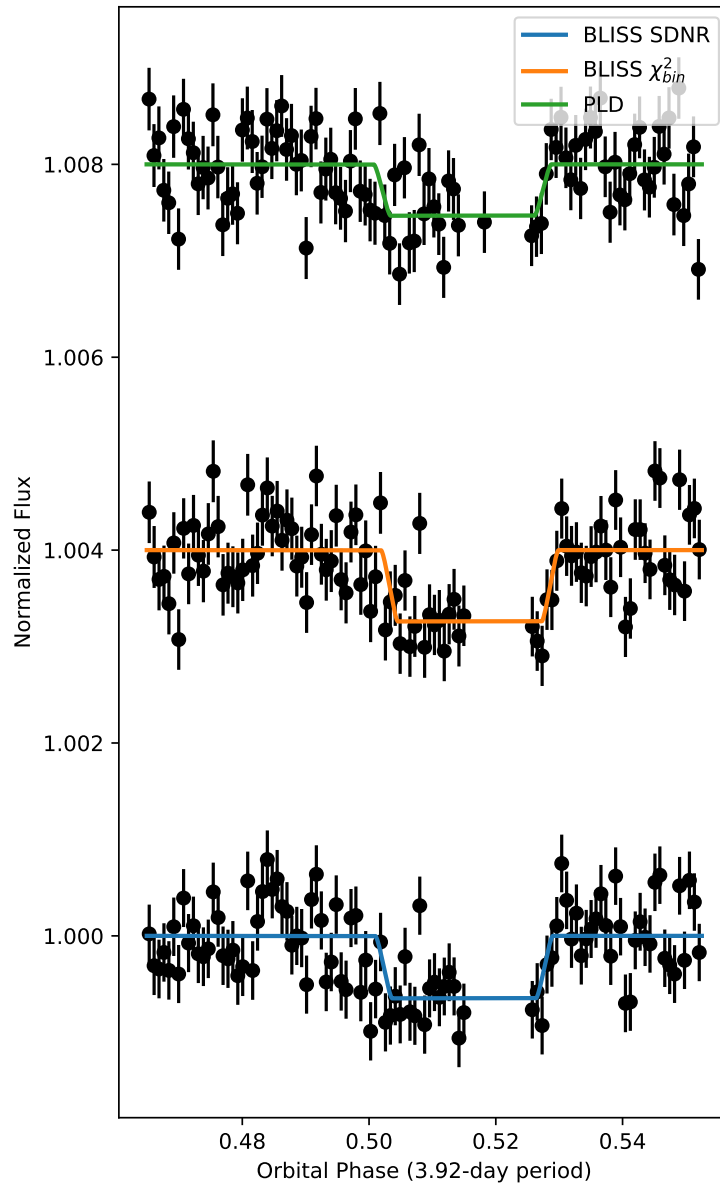 BLISS SDNR
BLISS χ²bin
PLD
1.008
1.006
1.004
1.002
1.000
Normalized Flux
0.48 0.50 0.52 0.54
Orbital Phase (3.92-day period)